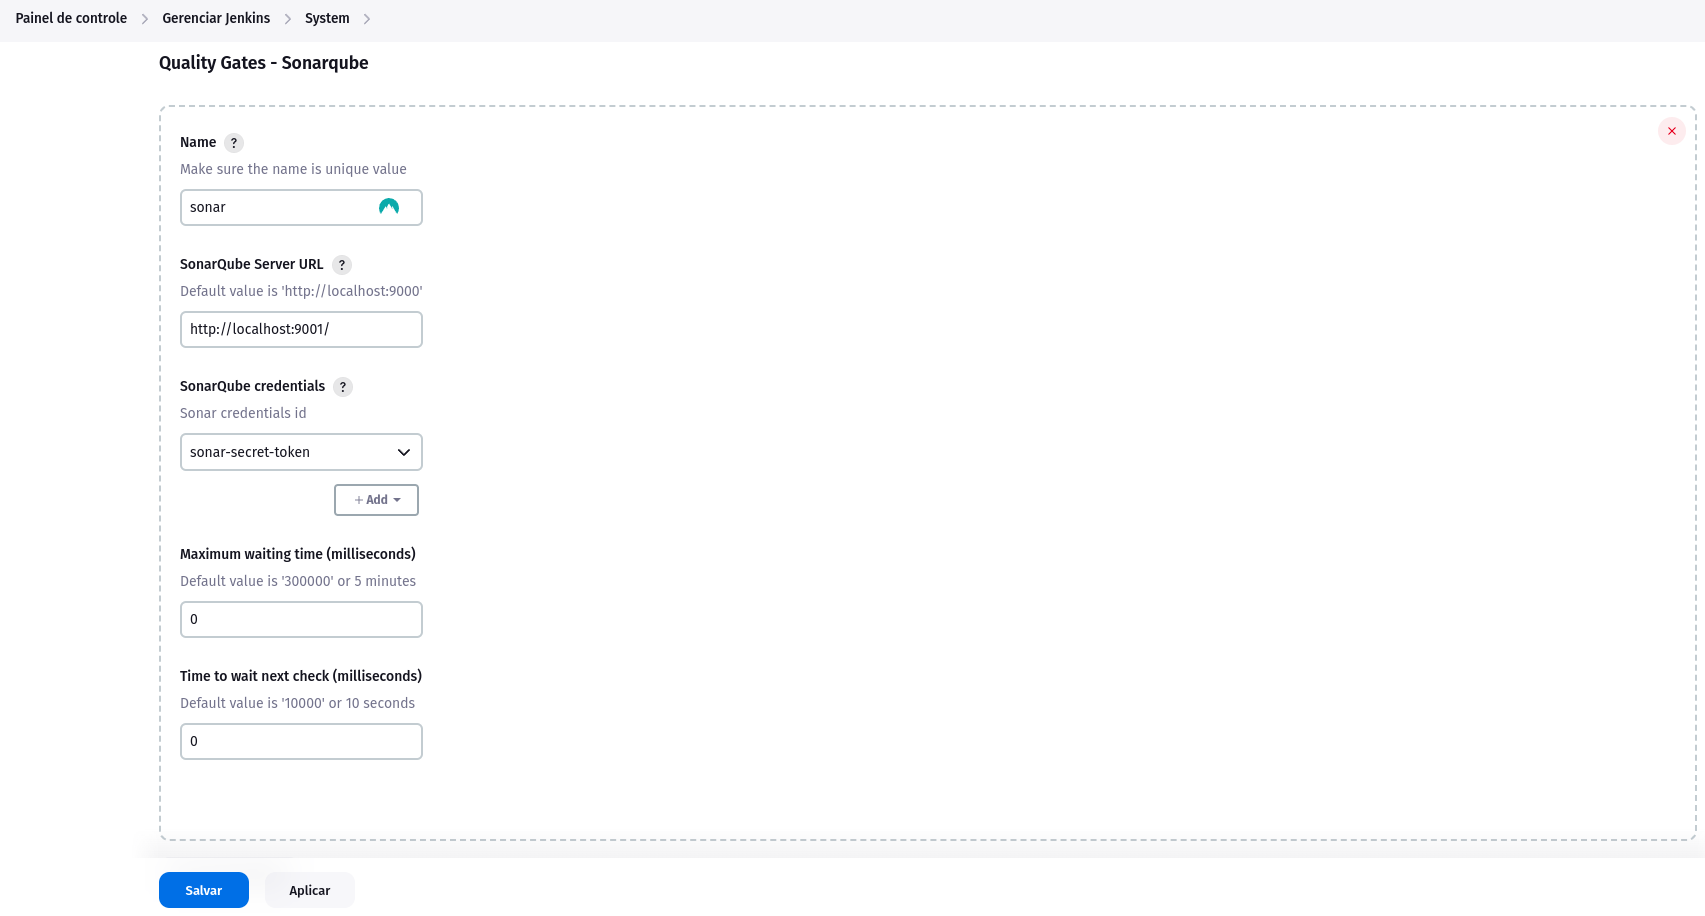 Painel de controle > Gerenciar Jenkins > System >
Quality Gates - Sonarqube
Name ?
Make sure the name is unique value
sonar
SonarQube Server URL ?
Default value is 'http://localhost:9000'
http://localhost:9001/
SonarQube credentials ?
Sonar credentials id
sonar-secret-token
+ Add
Maximum waiting time (milliseconds)
Default value is '300000' or 5 minutes
0
Time to wait next check (milliseconds)
Default value is '10000' or 10 seconds
0
Salvar Aplicar